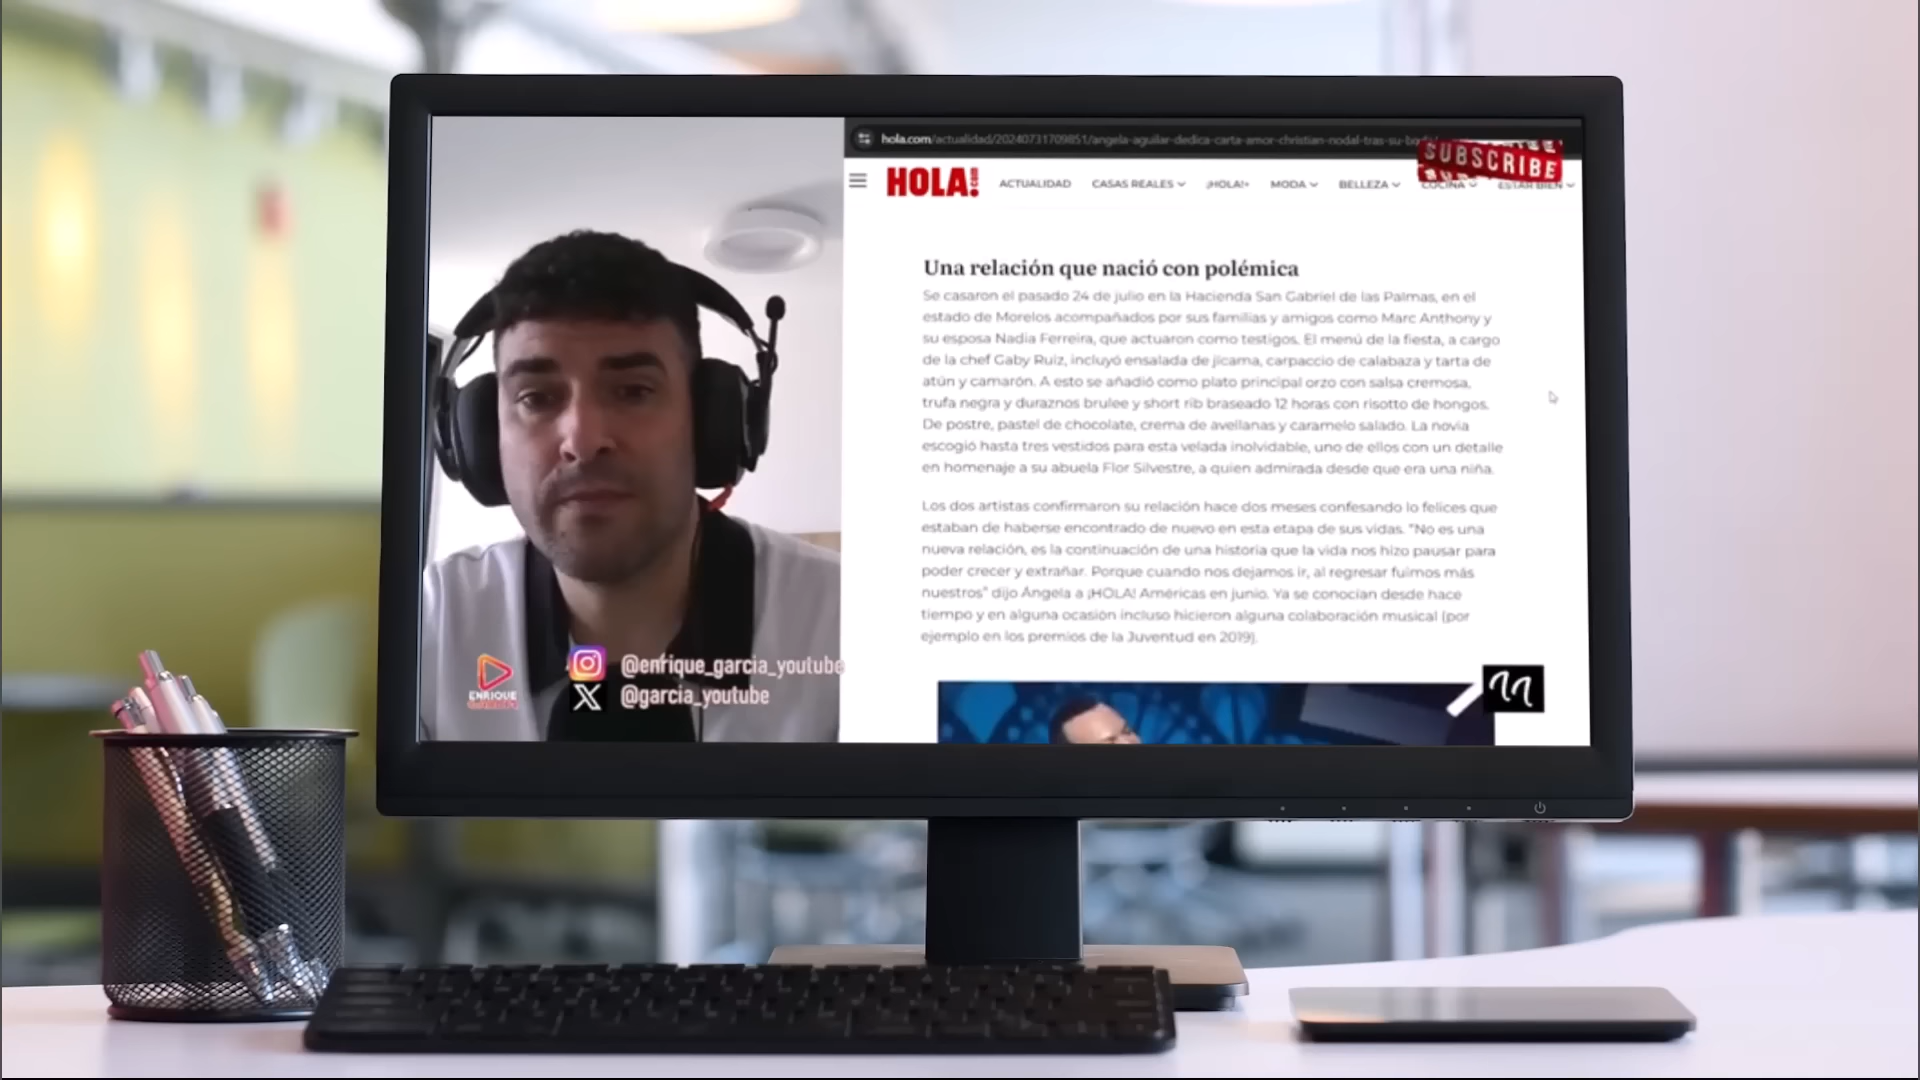 hola.com/actualidad/20240731709851/angela-aguilar-dedica-carta-amor-christian-nodal-tras-su-boda/
SUBSCRIBE
HOLA!.com
ACTUALIDAD CASAS REALES ¡HOLA!+ MODA BELLEZA COCINA ESTAR BIEN
Una relación que nació con polémica
Se casaron el pasado 24 de julio en la Hacienda San Gabriel de las Palmas, en el
estado de Morelos acompañados por sus familias y amigos como Marc Anthony y
su esposa Nadia Ferreira, que actuaron como testigos. El menú de la fiesta, a cargo
de la chef Gaby Ruiz, incluyó ensalada de jícama, carpaccio de calabaza y tarta de
atún y camarón. A esto se añadió como plato principal orzo con salsa cremosa,
trufa negra y duraznos brulee y short rib braseado 12 horas con risotto de hongos.
De postre, pastel de chocolate, crema de avellanas y caramelo salado. La novia
escogió hasta tres vestidos para esta velada inolvidable, uno de ellos con un detalle
en homenaje a su abuela Flor Silvestre, a quien admirada desde que era una niña.
Los dos artistas confirmaron su relación hace dos meses confesando lo felices que
estaban de haberse encontrado de nuevo en esta etapa de sus vidas. "No es una
nueva relación, es la continuación de una historia que la vida nos hizo pausar para
poder crecer y extrañar. Porque cuando nos dejamos ir, al regresar fuimos más
nuestros" dijo Ángela a ¡HOLA! Américas en junio. Ya se conocían desde hace
tiempo y en alguna ocasión incluso hicieron alguna colaboración musical (por
ejemplo en los premios de la Juventud en 2019).
ENRIQUE
@enrique_garcia_youtube
@garcia_youtube